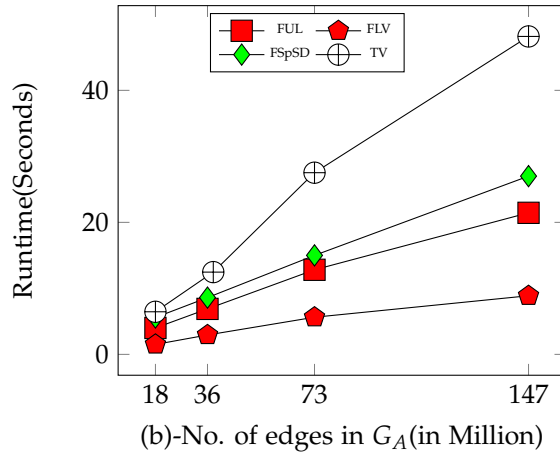 FUL FLV
FSpSD TV
Runtime(Seconds)
40
20
0
18 36 73 147
(b)-No. of edges in G_A(in Million)